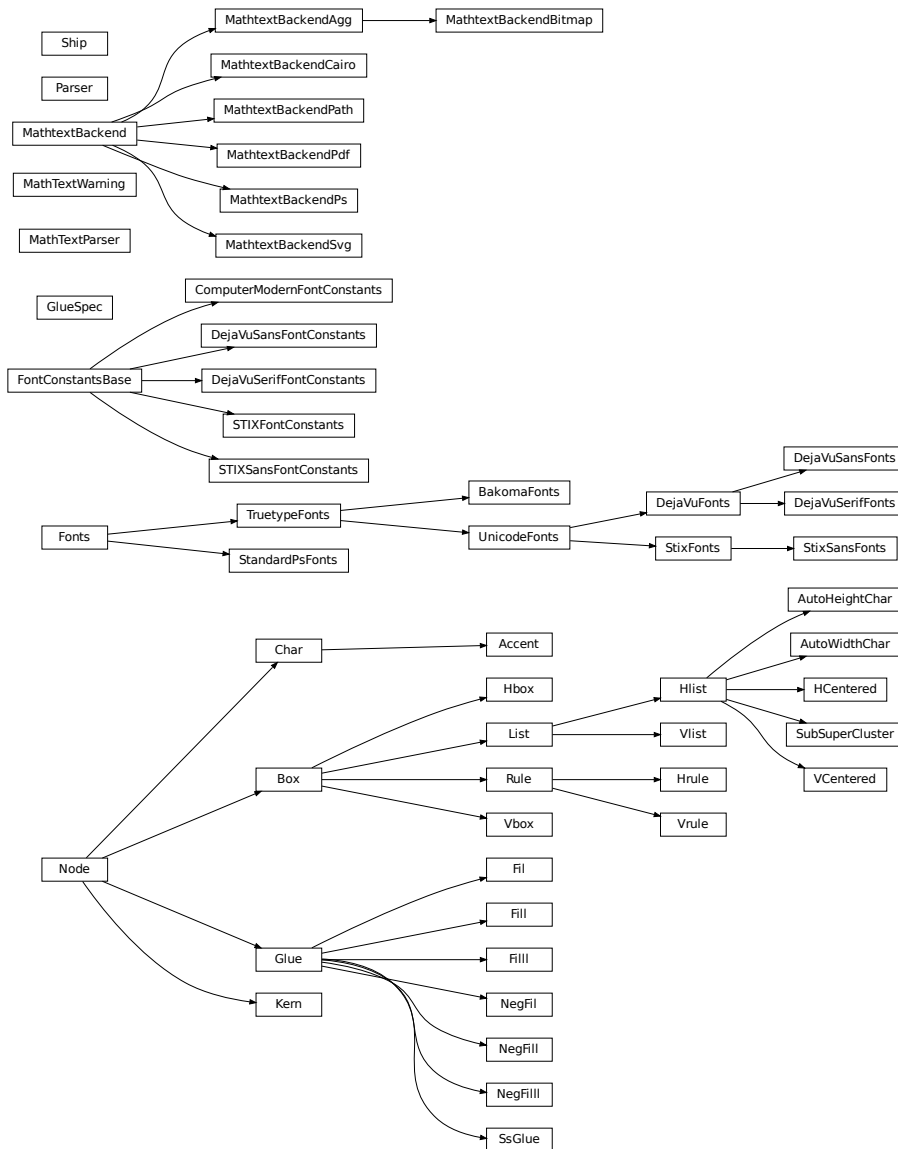 MathtextBackendAgg
MathtextBackendBitmap
Ship
MathtextBackendCairo
Parser
MathtextBackendPath
MathtextBackend
MathtextBackendPdf
MathTextWarning
MathtextBackendPs
MathTextParser
MathtextBackendSvg
ComputerModernFontConstants
GlueSpec
DejaVuSansFontConstants
FontConstantsBase
DejaVuSerifFontConstants
STIXFontConstants
STIXSansFontConstants
DejaVuSansFonts
BakomaFonts
DejaVuFonts
DejaVuSerifFonts
TruetypeFonts
Fonts
UnicodeFonts
StixFonts
StixSansFonts
StandardPsFonts
AutoHeightChar
Char
Accent
AutoWidthChar
Hbox
Hlist
HCentered
List
Vlist
SubSuperCluster
Box
Rule
Hrule
VCentered
Vbox
Vrule
Node
Fil
Fill
Glue
Filll
Kern
NegFil
NegFill
NegFilll
SsGlue